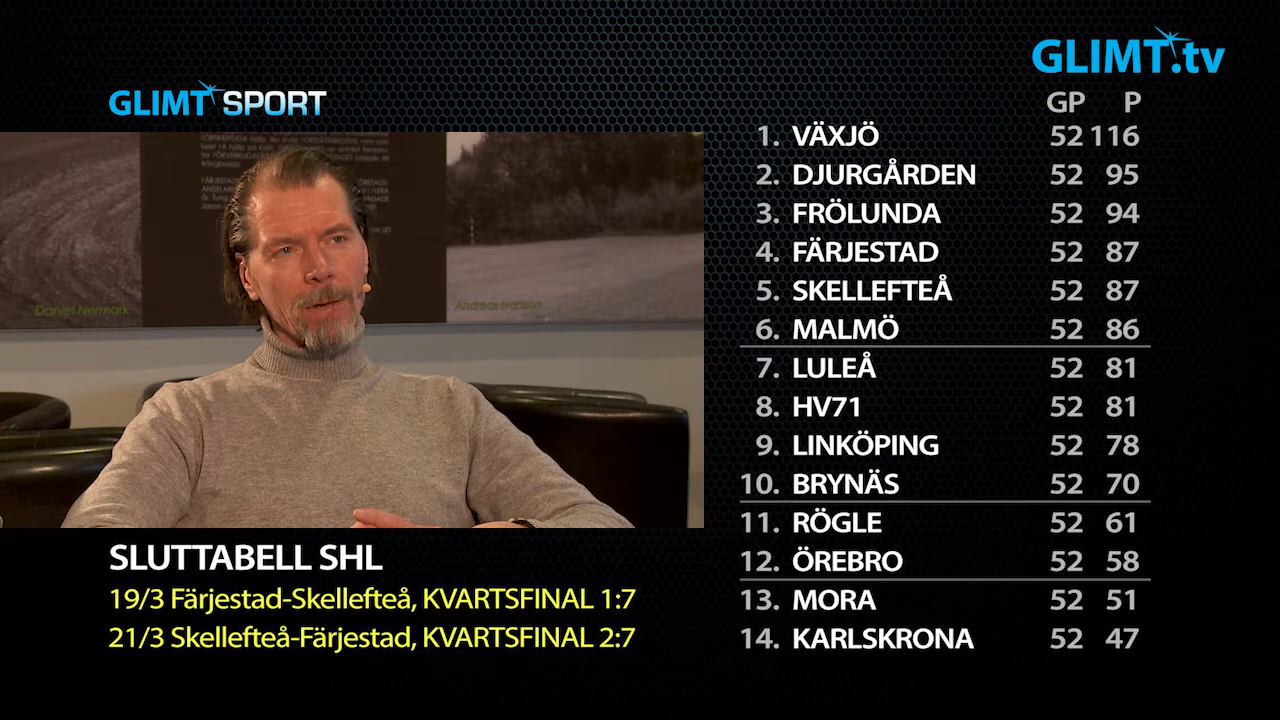 GLIMT.tv
GLIMT SPORT
GP P
1. VÄXJÖ 52 116
2. DJURGÅRDEN 52 95
3. FRÖLUNDA 52 94
4. FÄRJESTAD 52 87
5. SKELLEFTEÅ 52 87
6. MALMÖ 52 86
7. LULEÅ 52 81
8. HV71 52 81
9. LINKÖPING 52 78
10. BRYNÄS 52 70
11. RÖGLE 52 61
12. ÖREBRO 52 58
13. MORA 52 51
14. KARLSKRONA 52 47
Daniel Nermark
Andreas Ivarsson
SLUTTABELL SHL
19/3 Färjestad-Skellefteå, KVARTSFINAL 1:7
21/3 Skellefteå-Färjestad, KVARTSFINAL 2:7